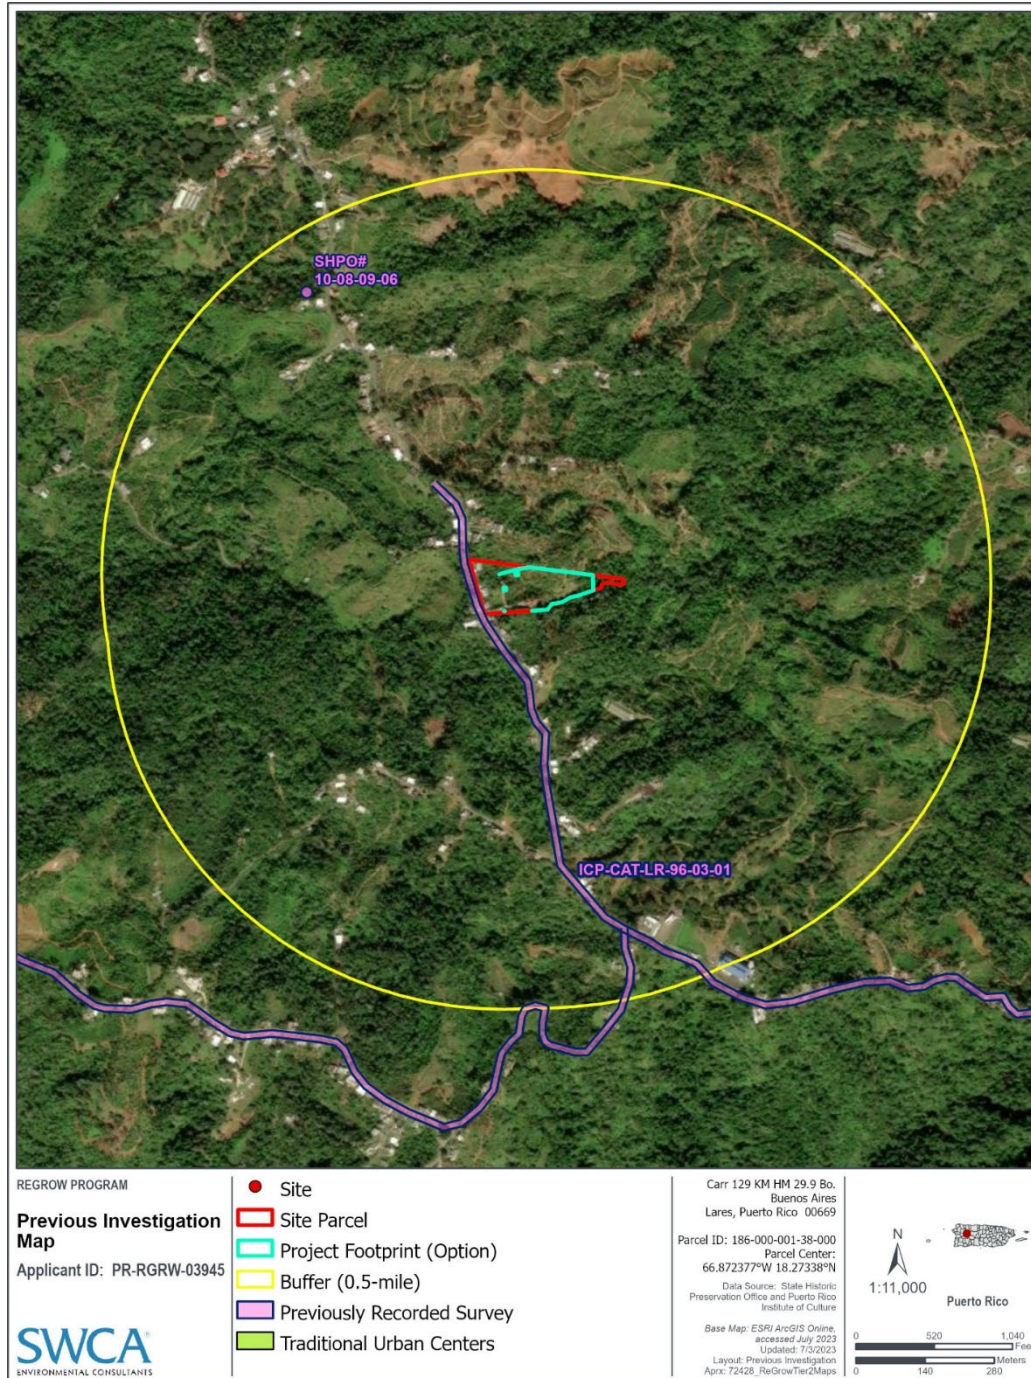 SHPO#
10-08-09-06
ICP-CAT-LR-96-03-01
REGROW PROGRAM
Previous Investigation
Map
Applicant ID: PR-RGRW-03945
SWCA
ENVIRONMENTAL CONSULTANTS
Site
Site Parcel
Project Footprint (Option)
Buffer (0.5-mile)
Previously Recorded Survey
Traditional Urban Centers
Carr 129 KM HM 29.9 Bo.
Buenos Aires
Lares, Puerto Rico 00669
Parcel ID: 186-000-001-38-000
Parcel Center:
66.872377°W 18.27338°N
Data Source: State Historic
Preservation Office and Puerto Rico
Institute of Culture
Base Map: ESRI ArcGIS Online,
accessed July 2023
Updated: 7/3/2023
Layout: Previous Investigation
Aprx: 72428_ReGrowTier2Maps
N
1:11,000
Puerto Rico
0 520 1,040
Fee
Meters
0 140 280